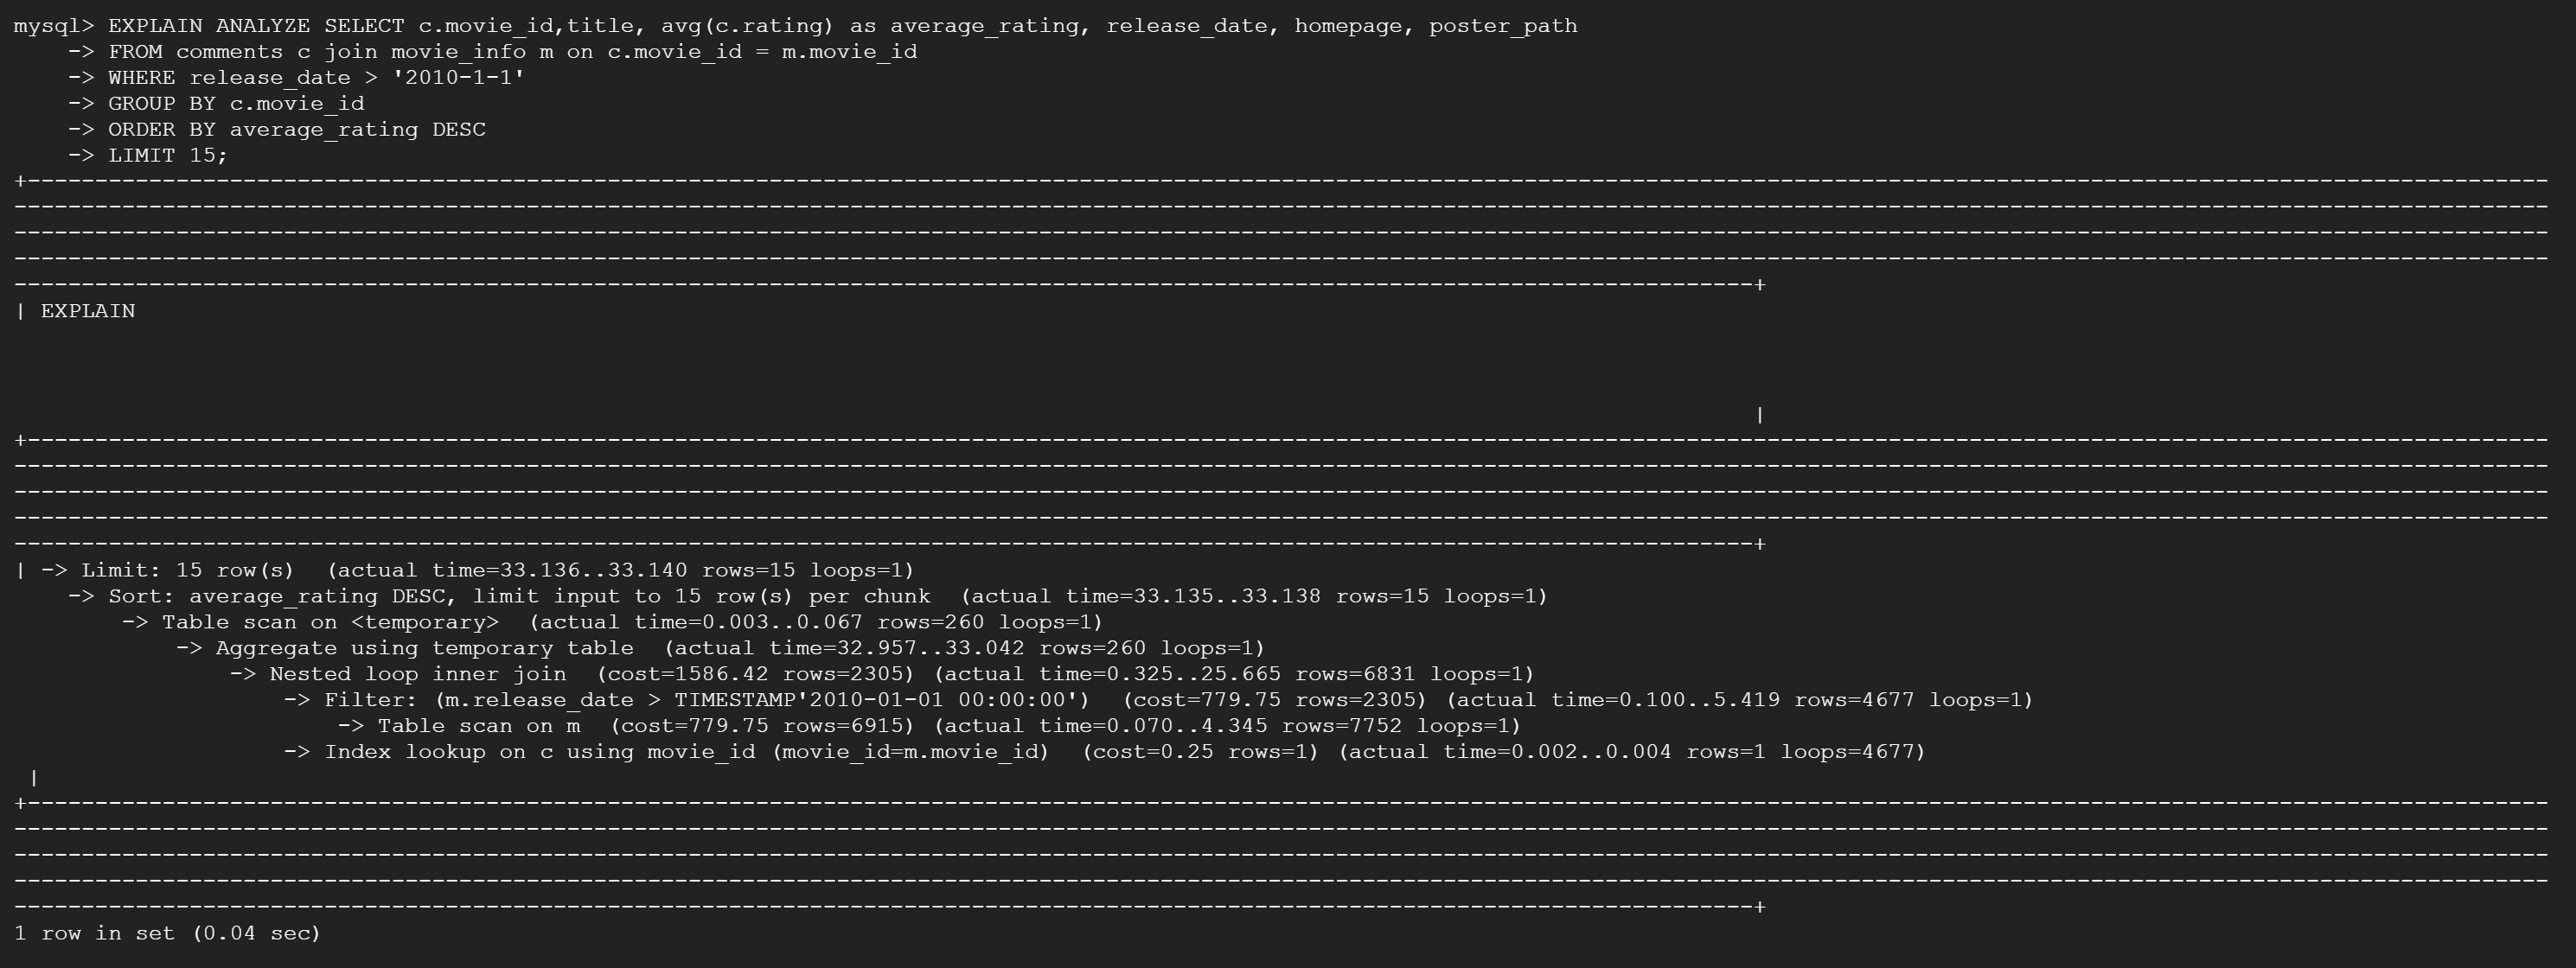 mysql> EXPLAIN ANALYZE SELECT c.movie_id,title, avg(c.rating) as average_rating, release_date, homepage, poster_path
    -> FROM comments c join movie_info m on c.movie_id = m.movie_id
    -> WHERE release_date > '2010-1-1'
    -> GROUP BY c.movie_id
    -> ORDER BY average_rating DESC
    -> LIMIT 15;
| EXPLAIN
|
| -> Limit: 15 row(s)  (actual time=33.136..33.140 rows=15 loops=1)
    -> Sort: average_rating DESC, limit input to 15 row(s) per chunk  (actual time=33.135..33.138 rows=15 loops=1)
        -> Table scan on <temporary>  (actual time=0.003..0.067 rows=260 loops=1)
            -> Aggregate using temporary table  (actual time=32.957..33.042 rows=260 loops=1)
                -> Nested loop inner join  (cost=1586.42 rows=2305) (actual time=0.325..25.665 rows=6831 loops=1)
                    -> Filter: (m.release_date > TIMESTAMP'2010-01-01 00:00:00')  (cost=779.75 rows=2305) (actual time=0.100..5.419 rows=4677 loops=1)
                        -> Table scan on m  (cost=779.75 rows=6915) (actual time=0.070..4.345 rows=7752 loops=1)
                    -> Index lookup on c using movie_id (movie_id=m.movie_id)  (cost=0.25 rows=1) (actual time=0.002..0.004 rows=1 loops=4677)
 |
1 row in set (0.04 sec)